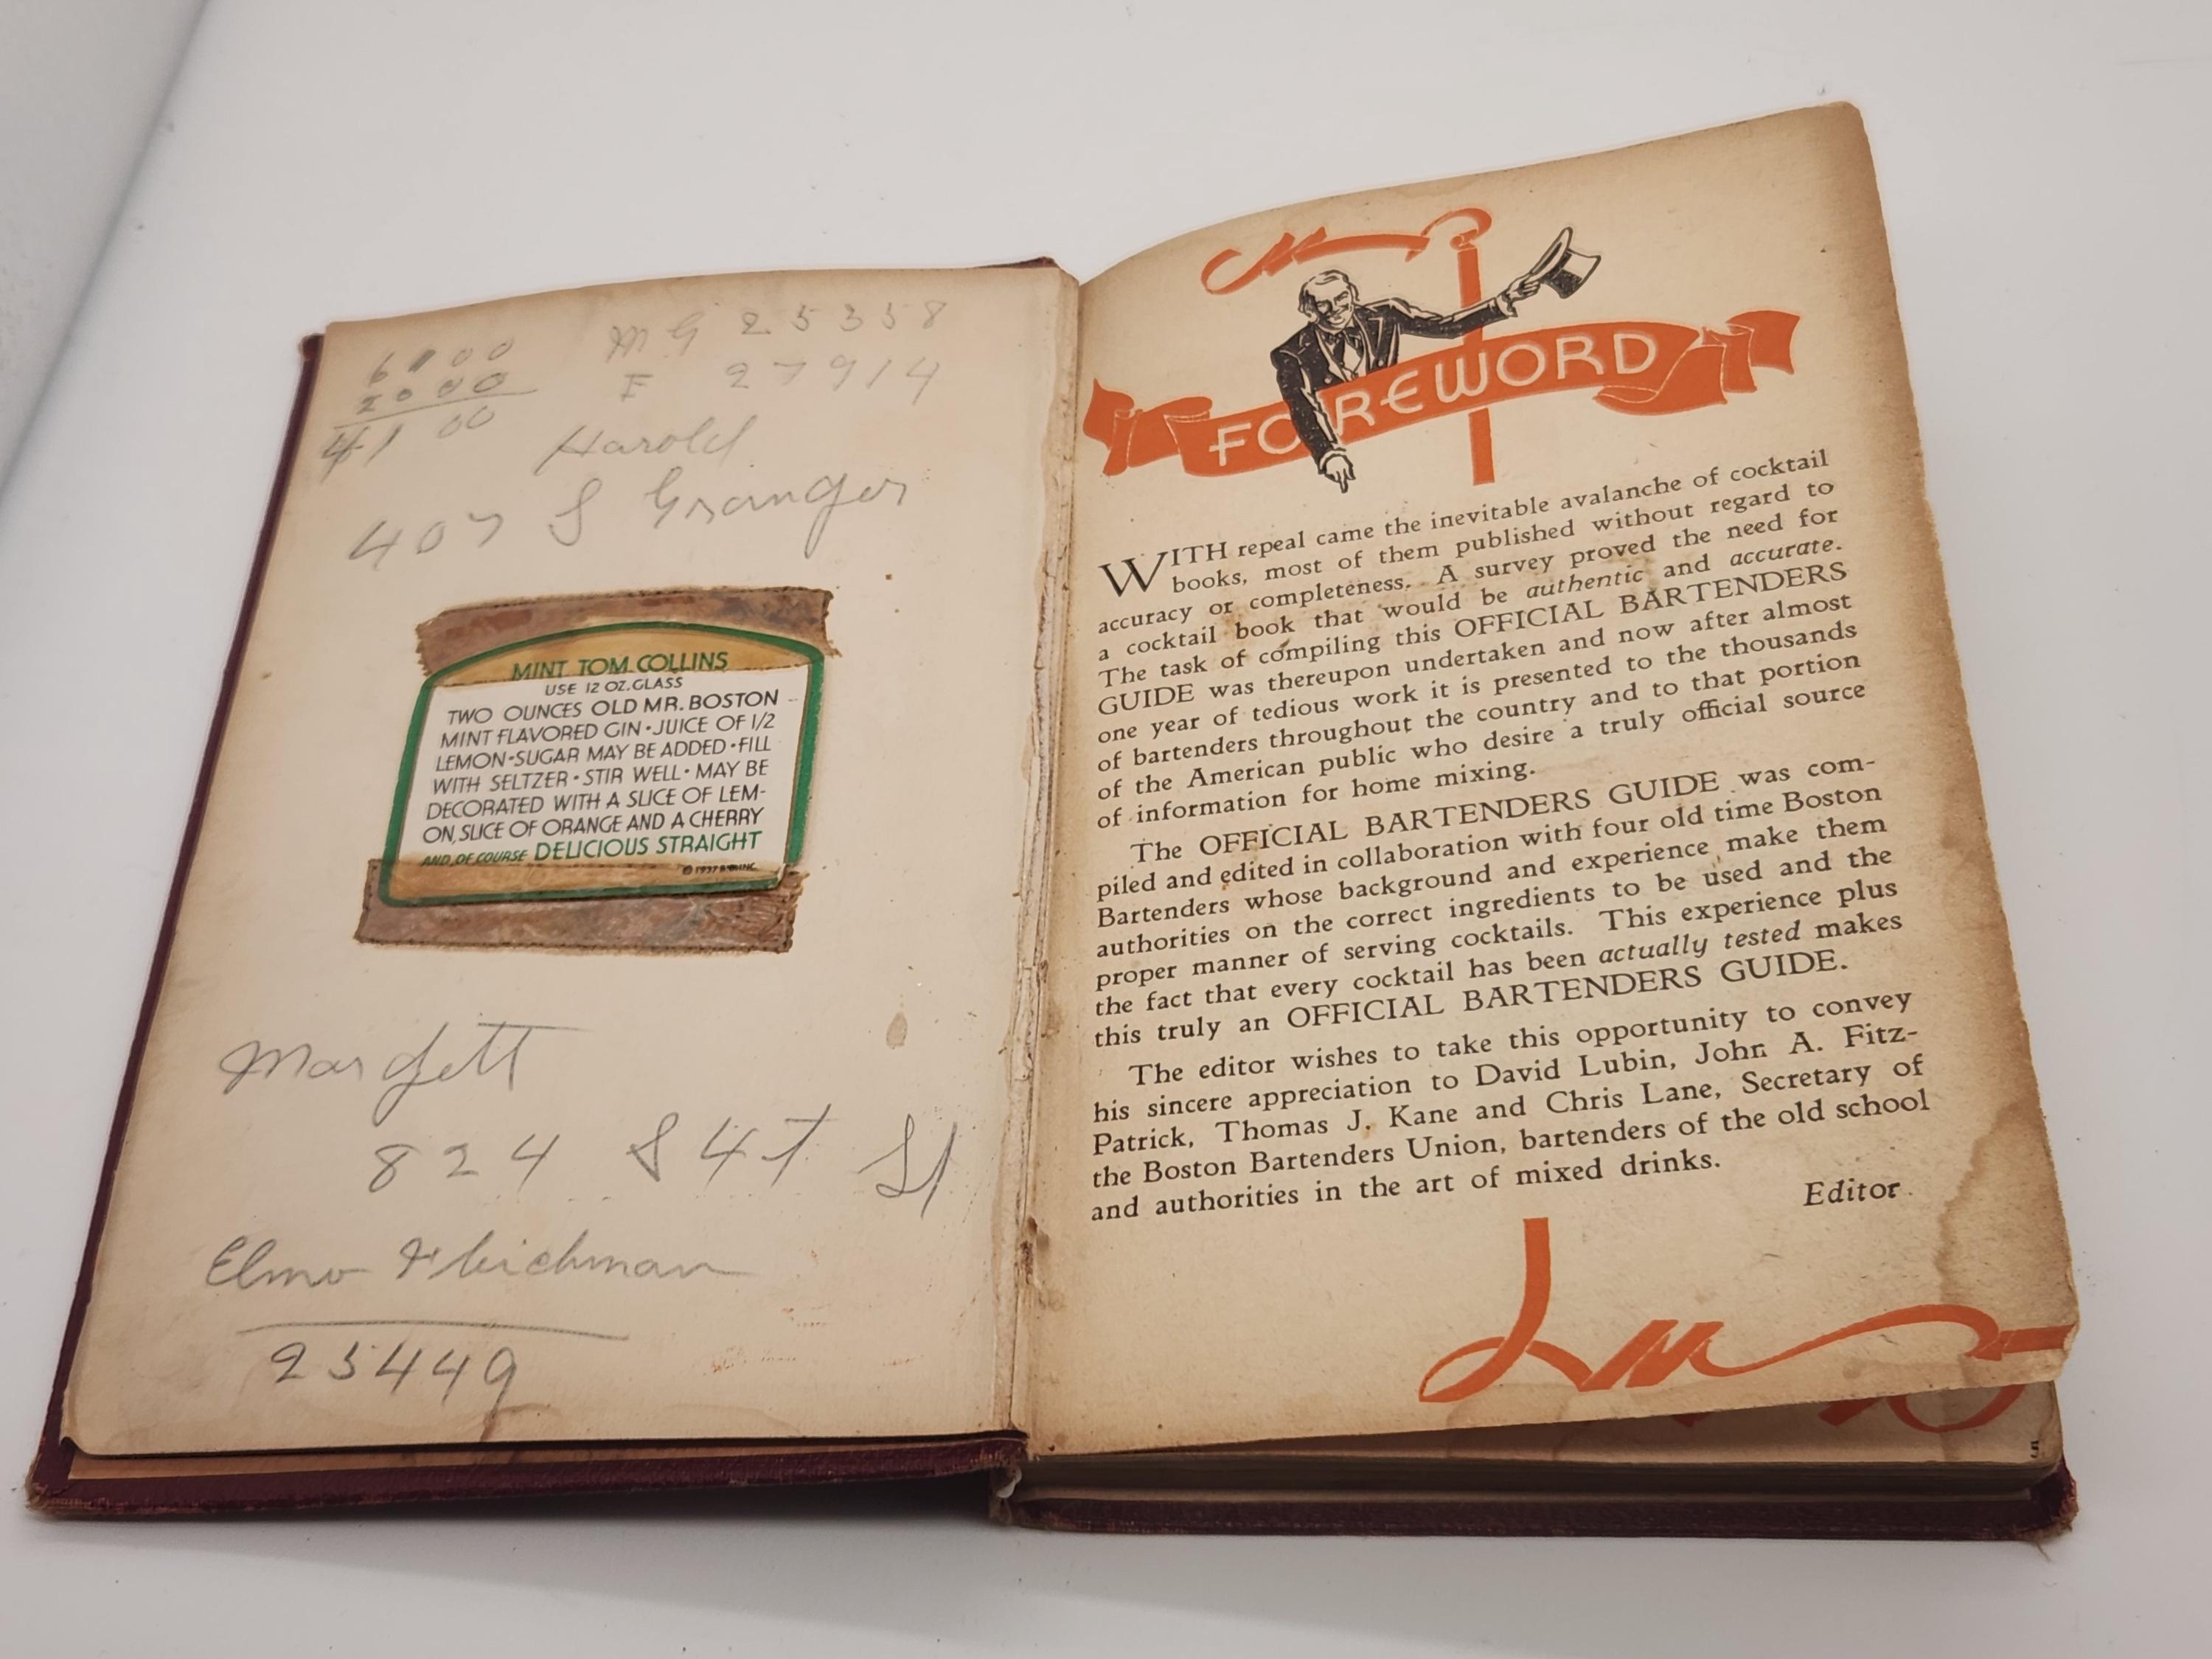 6100
2000
4100
MG 25358
F 27914
Harold
407 S Granger
MINT TOM COLLINS
USE 12 OZ. GLASS
TWO OUNCES OLD MR. BOSTON
MINT FLAVORED GIN • JUICE OF 1/2
LEMON • SUGAR MAY BE ADDED • FILL
WITH SELTZER • STIR WELL • MAY BE
DECORATED WITH A SLICE OF LEM-
ON, SLICE OF ORANGE AND A CHERRY
AND, OF COURSE DELICIOUS STRAIGHT
© 1937
824 S 4T St
Elmo Fleichman
25449
FOREWORD
WITH repeal came the inevitable avalanche of cocktail
books, most of them published without regard to
accuracy or completeness. A survey proved the need for
a cocktail book that would be authentic and accurate.
The task of compiling this OFFICIAL BARTENDERS
GUIDE was thereupon undertaken and now after almost
one year of tedious work it is presented to the thousands
of bartenders throughout the country and to that portion
of the American public who desire a truly official source
of information for home mixing.
The OFFICIAL BARTENDERS GUIDE was com-
piled and edited in collaboration with four old time Boston
Bartenders whose background and experience make them
authorities on the correct ingredients to be used and the
proper manner of serving cocktails. This experience plus
the fact that every cocktail has been actually tested makes
this truly an OFFICIAL BARTENDERS GUIDE.
The editor wishes to take this opportunity to convey
his sincere appreciation to David Lubin, John A. Fitz-
Patrick, Thomas J. Kane and Chris Lane, Secretary of
the Boston Bartenders Union, bartenders of the old school
and authorities in the art of mixed drinks.
Editor.
5